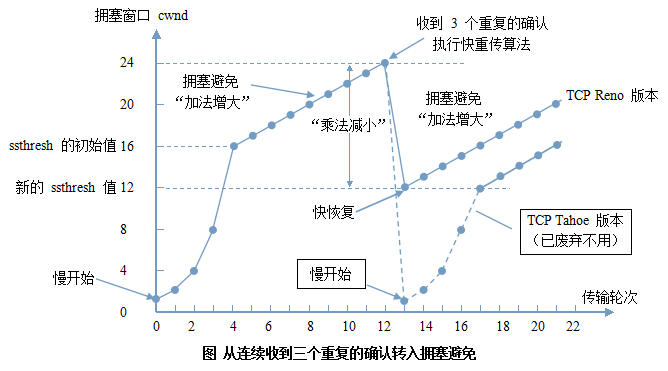 拥塞窗口 cwnd
收到 3 个重复的确认
执行快重传算法
24
拥塞避免
“加法增大”
拥塞避免
“加法增大”
TCP Reno 版本
20
“乘法减小”
ssthresh 的初始值
16
新的 ssthresh 值
12
快恢复
TCP Tahoe 版本
（已废弃不用）
8
慢开始
慢开始
4
传输轮次
0
0 2 4 6 8 10 12 14 16 18 20 22
图 从连续收到三个重复的确认转入拥塞避免